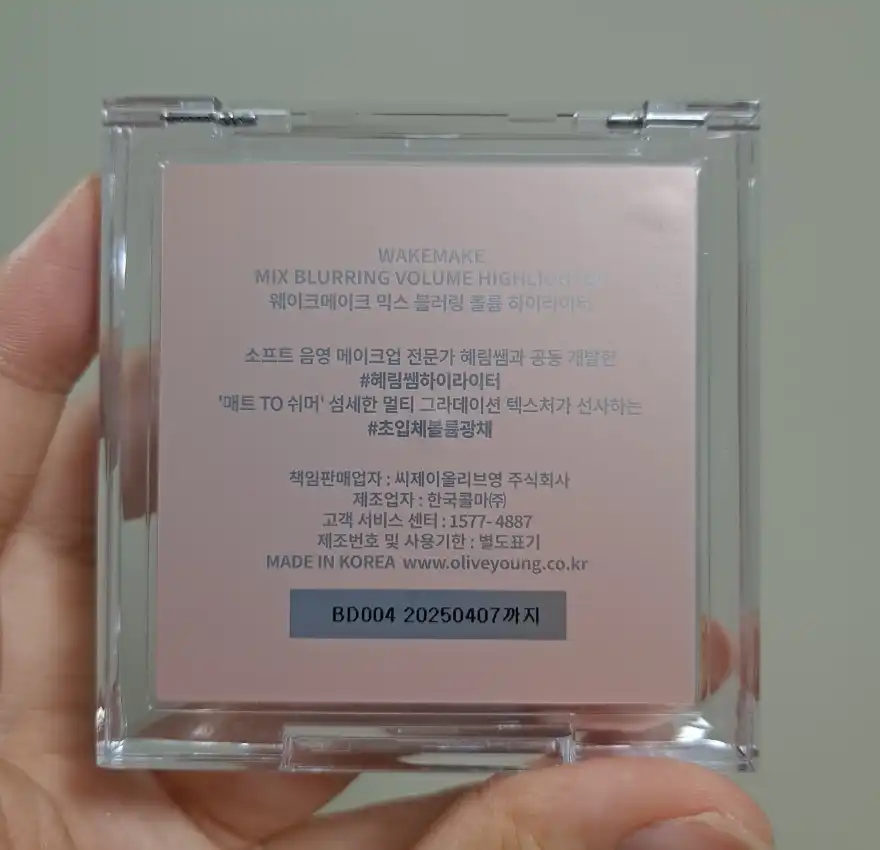 WAKEMAKE
MIX BLURRING VOLUME HIGHLIGHTER
웨이크메이크 믹스 블러링 볼륨 하이라이터
소프트 음영 메이크업 전문가 혜림쌤과 공동 개발한
#혜림쌤하이라이터
'매트 TO 쉬머' 섬세한 멀티 그라데이션 텍스처가 선사하는
#초입체볼륨광채
책임판매업자 : 씨제이올리브영 주식회사
제조업자 : 한국콜마㈜
고객 서비스 센터 : 1577- 4887
제조번호 및 사용기한 : 별도표기
MADE IN KOREA www.oliveyoung.co.kr
BD004 20250407까지